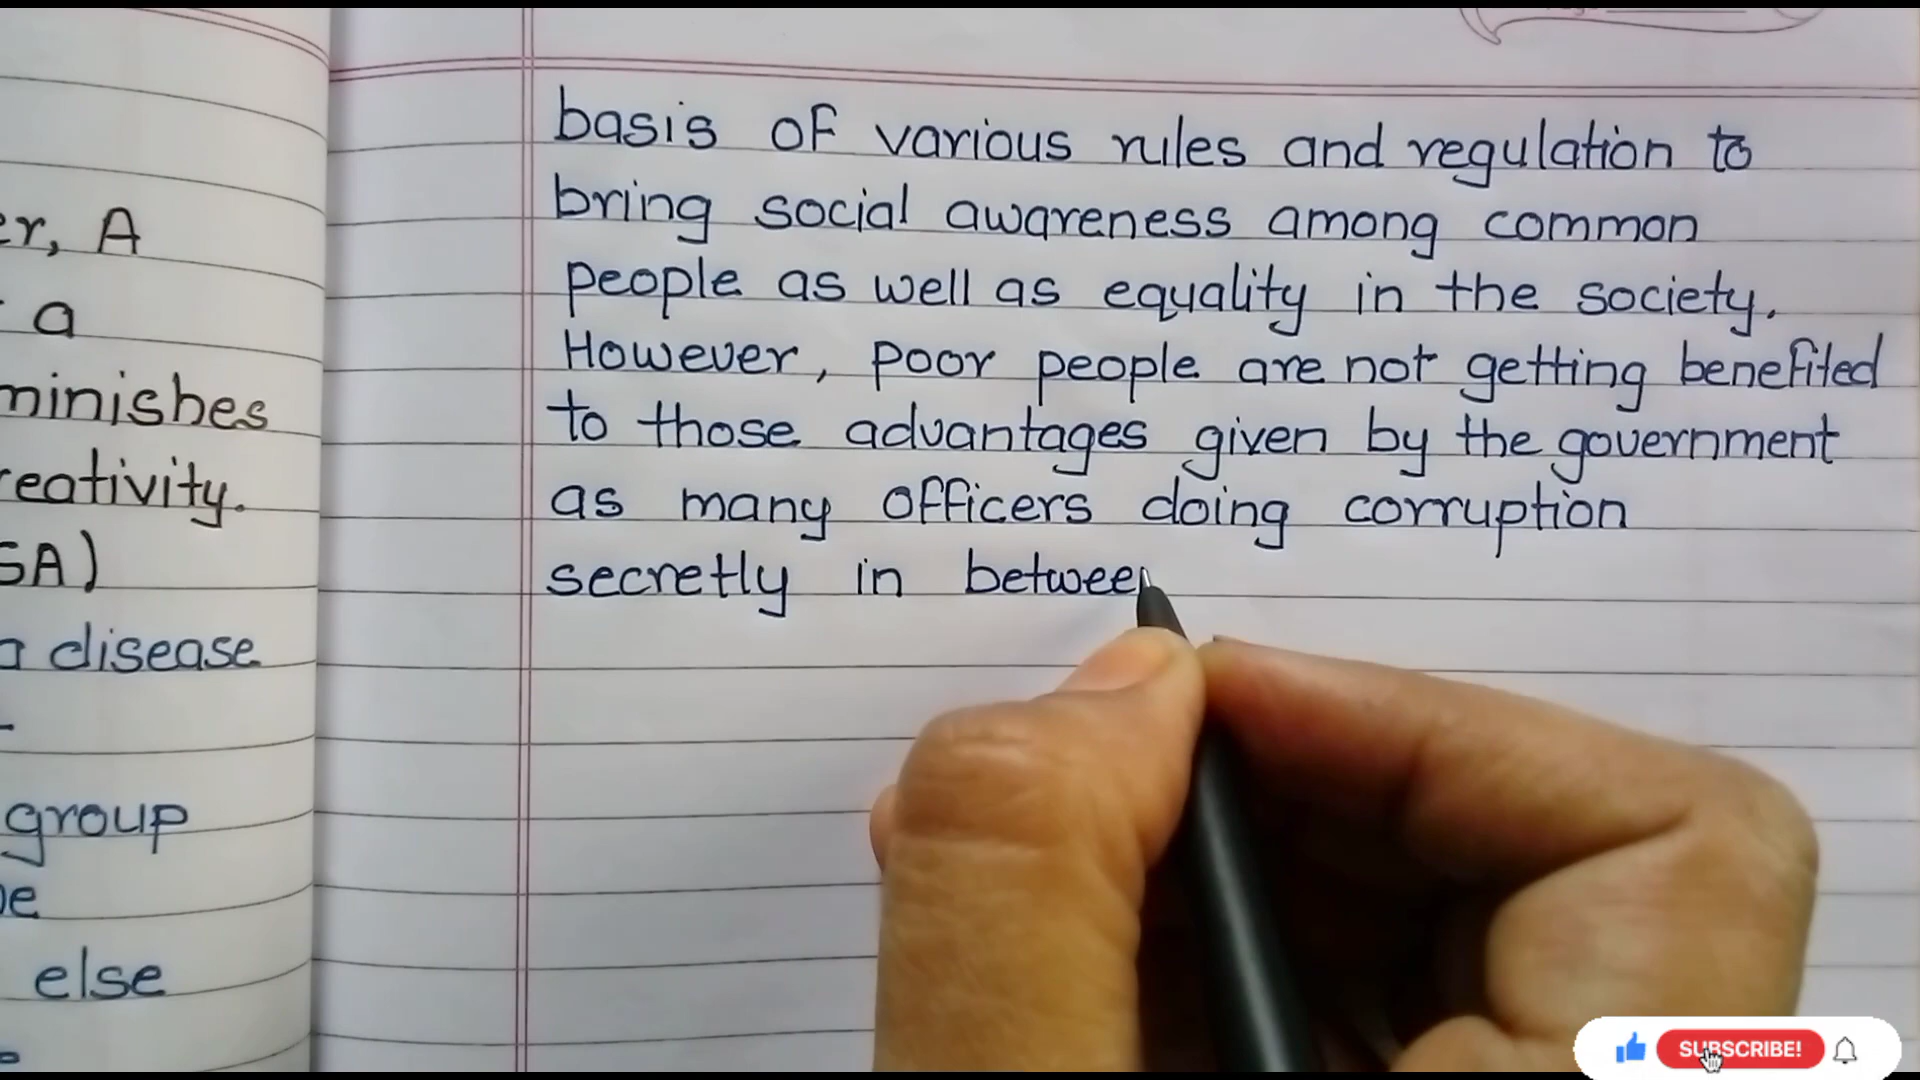 er, A
a
minishes
reativity.
SA)
a disease
group
be
else
basis of various rules and regulation to
bring social awareness among common
people as well as equality in the society.
However, poor people are not getting benefited
to those advantages given by the government
as many officers doing corruption
secretly in betwee
SUBSCRIBE!